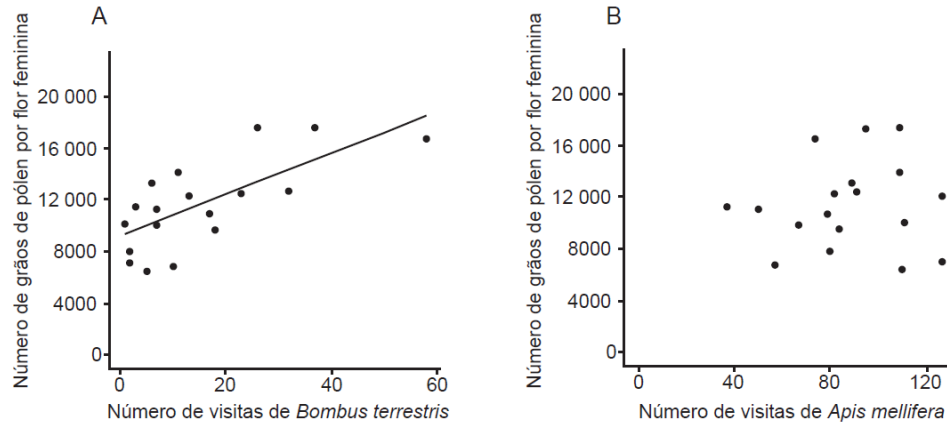 A
Número de grãos de pólen por flor feminina
20 000
16 000
12 000
8000
4000
0
0 20 40 60
Número de visitas de Bombus terrestris
B
Número de grãos de pólen por flor feminina
20 000
16 000
12 000
8000
4000
0
0 40 80 120
Número de visitas de Apis mellifera